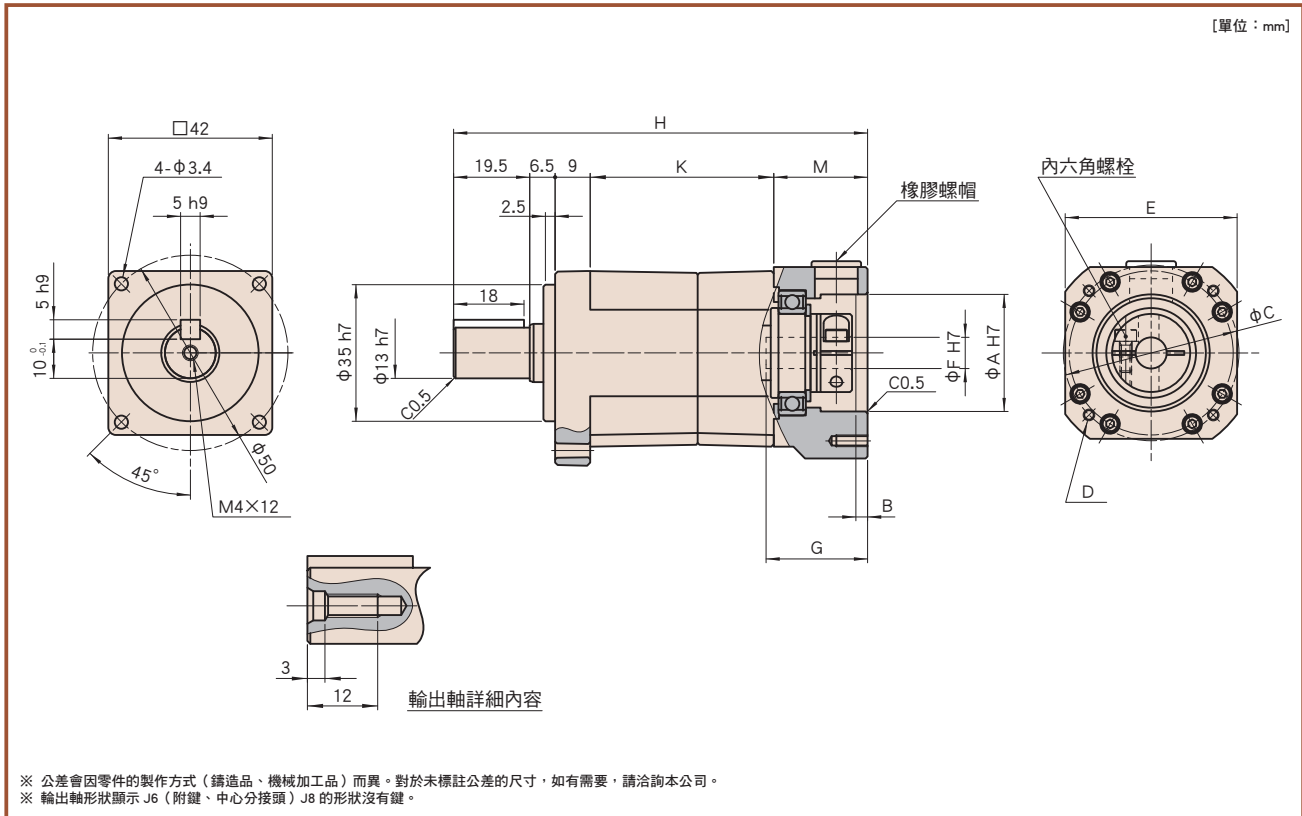 [單位：mm]
□42
4-φ3.4
5 h9
5 h9
10 0 -0.1
45°
φ50
M4×12
H
19.5
6.5
9
K
M
2.5
18
φ35 h7
φ13 h7
C0.5
橡膠螺帽
φF H7
φA H7
C0.5
B
G
內六角螺栓
E
φC
D
3
12
輸出軸詳細內容
※ 公差會因零件的製作方式（鑄造品、機械加工品）而異。對於未標註公差的尺寸，如有需要，請洽詢本公司。
※ 輪出軸形狀顯示 J6（附鍵、中心分接頭）J8 的形狀沒有鍵。